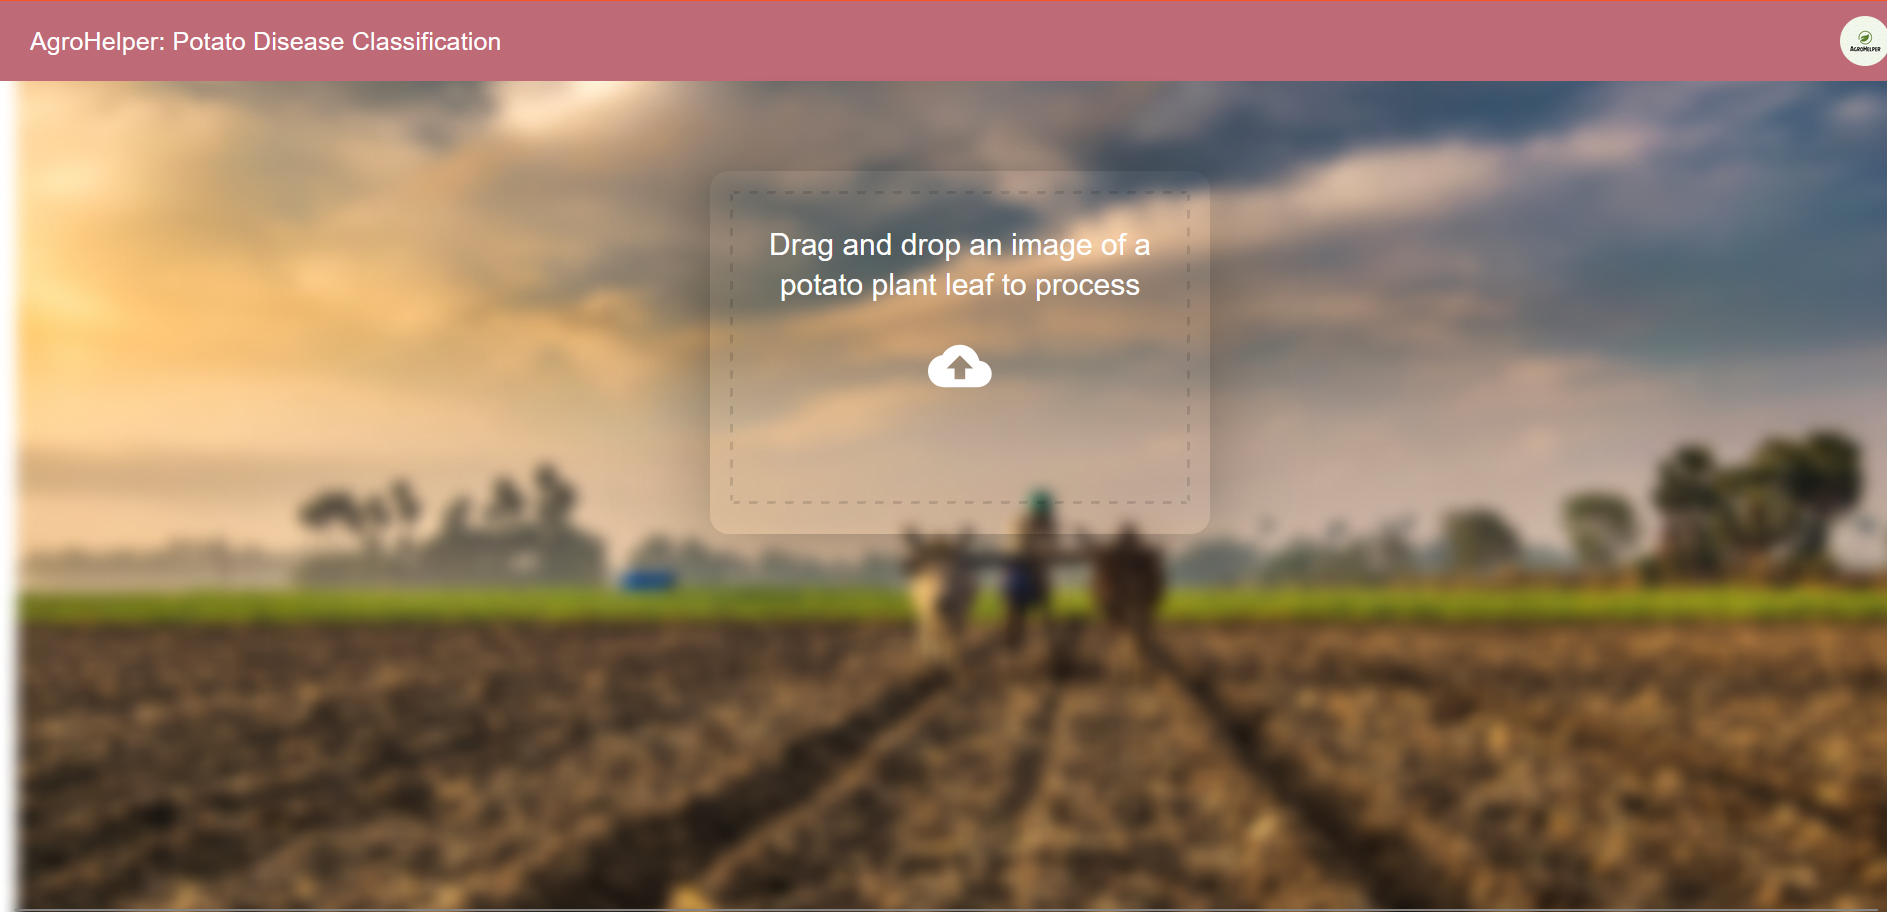 AgroHelper: Potato Disease Classification
AGROHELPER
Drag and drop an image of a
potato plant leaf to process